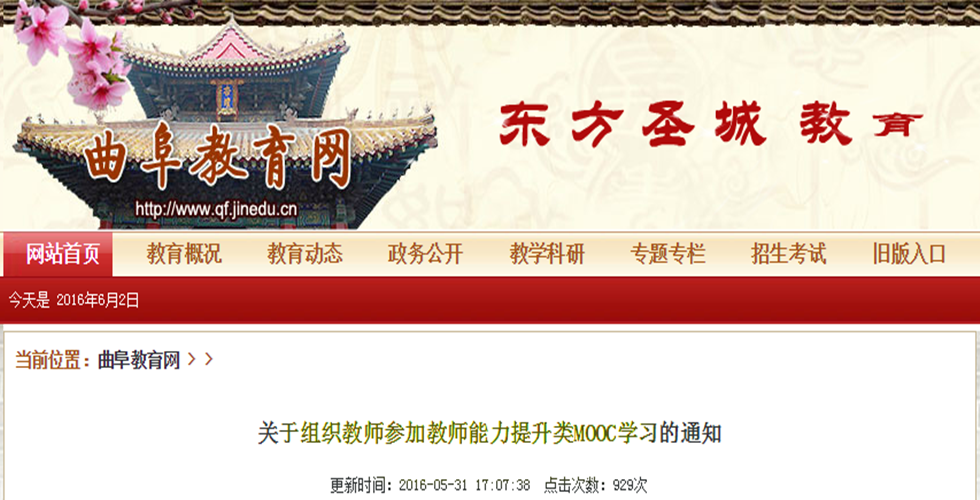 曲阜教育网
http://www.qf.jinedu.cn
东方圣城 教育
网站首页 教育概况 教育动态 政务公开 教学科研 专题专栏 招生考试 旧版入口
今天是 2016年6月2日
当前位置：曲阜教育网 > >
关于组织教师参加教师能力提升类MOOC学习的通知
更新时间：2016-05-31 17:07:38 点击次数：929次